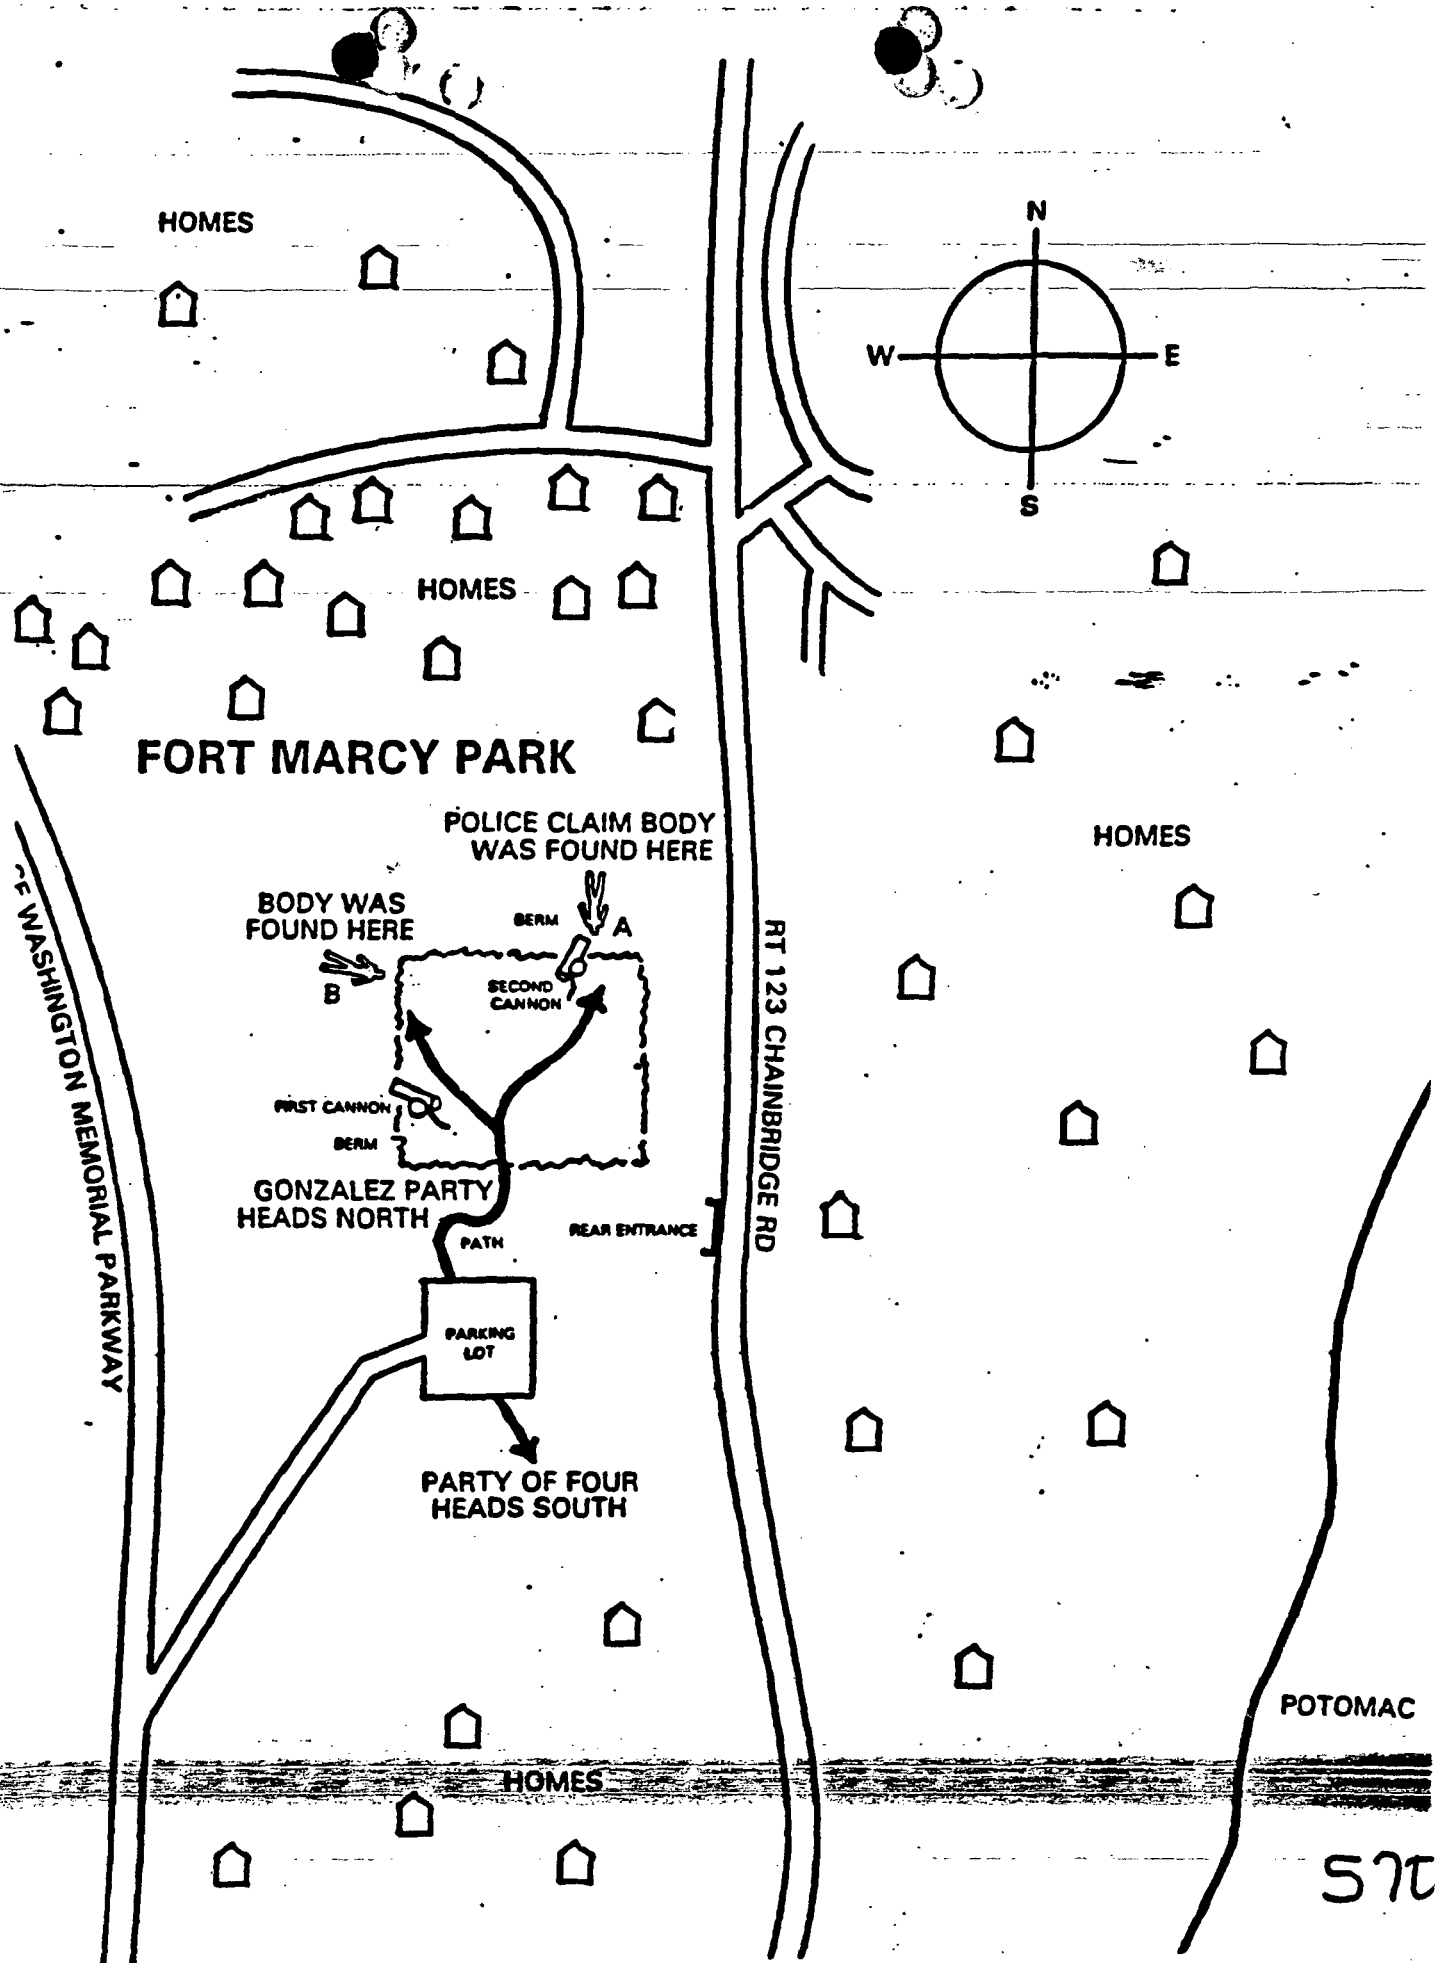 HOMES
N
W
E
S
HOMES
FORT MARCY PARK
HOMES
POLICE CLAIM BODY
WAS FOUND HERE
BODY WAS
FOUND HERE
BERM
A
B
SECOND
CANNON
FIRST CANNON
BERM
WASHINGTON MEMORIAL PARKWAY
RT 123 CHAINBRIDGE RD
GONZALEZ PARTY
HEADS NORTH
PATH
REAR ENTRANCE
PARKING
LOT
PARTY OF FOUR
HEADS SOUTH
POTOMAC
HOMES